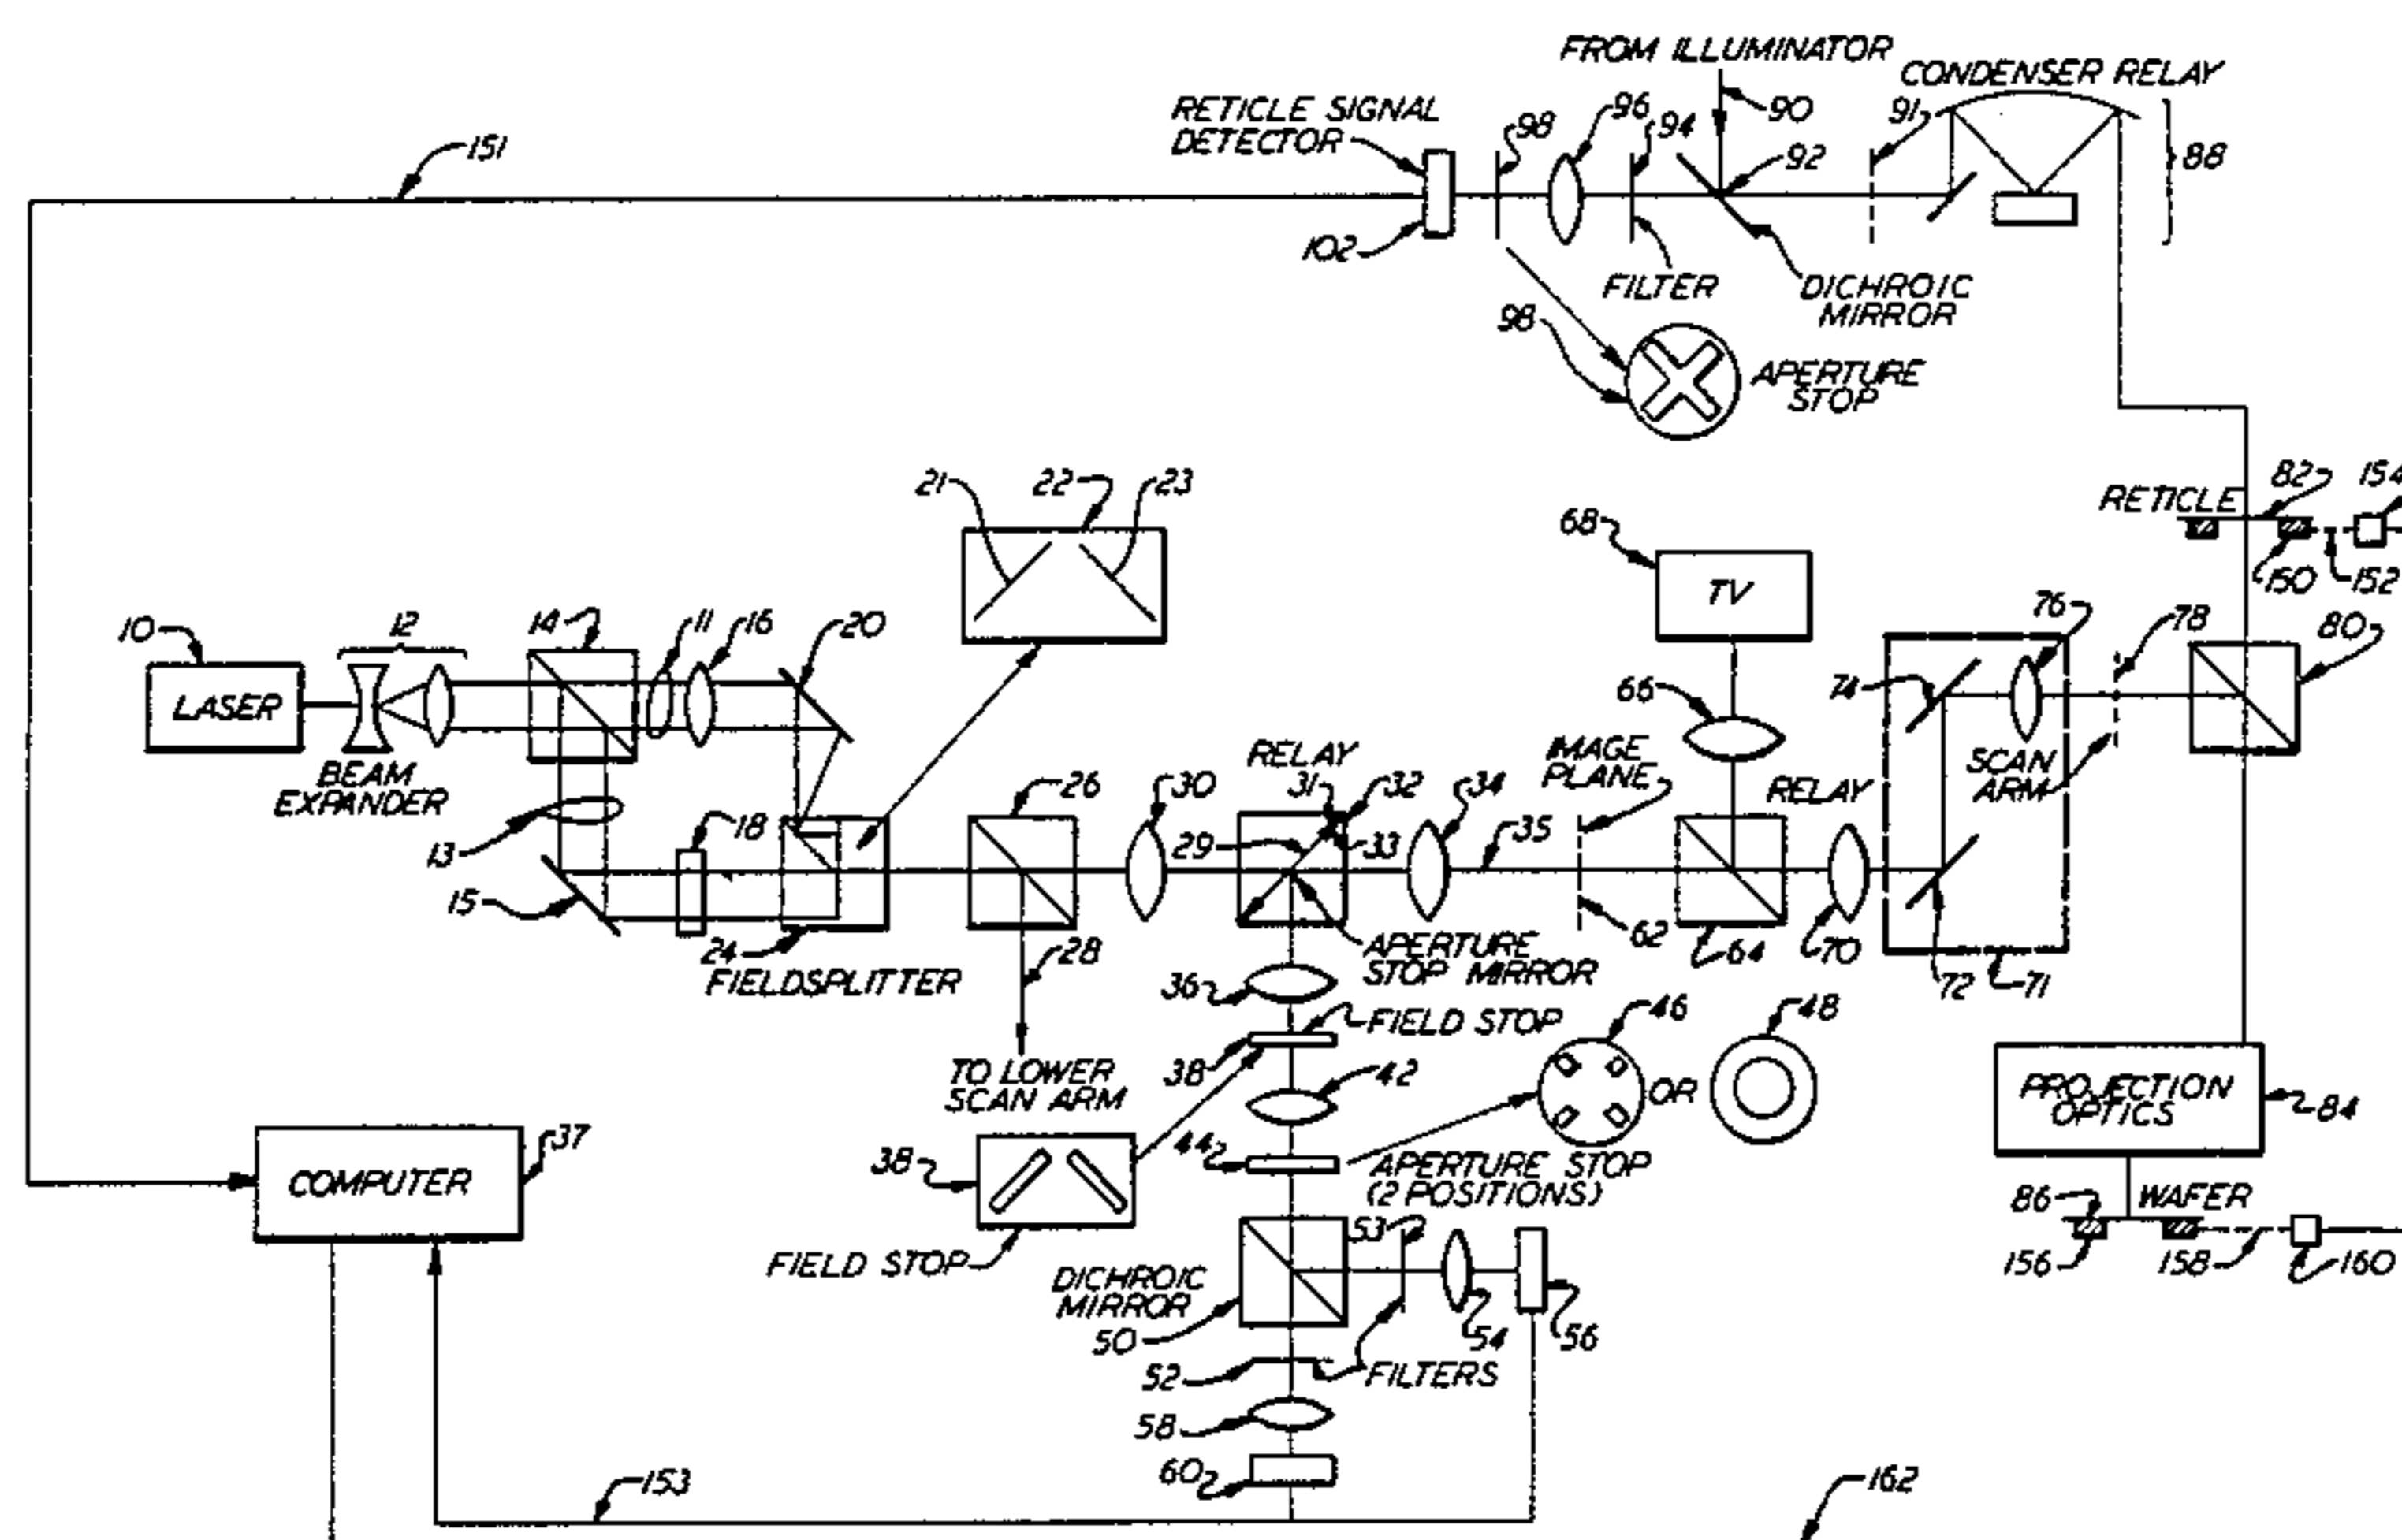 FROM ILLUMINATOR
CONDENSER RELAY
RETICLE SIGNAL
DETECTOR
98
96
94
90
91
92
88
151
102
FILTER
DICHROIC
MIRROR
98
APERTURE
STOP
21
22
23
68
TV
RETICLE
82
154
150
152
10
LASER
12
BEAM
EXPANDER
14
11
16
20
13
15
18
24
FIELDSPLITTER
26
28
TO LOWER
SCAN ARM
30
RELAY
31
32
29
33
34
35
APERTURE
STOP MIRROR
IMAGE
PLANE
62
66
64
RELAY
70
74
76
SCAN
ARM
78
80
72
71
36
FIELD STOP
38
42
46
OR
48
44
APERTURE STOP
(2 POSITIONS)
38
FIELD STOP
COMPUTER
37
PROJECTION
OPTICS
84
86
WAFER
156
158
160
DICHROIC
MIRROR
50
53
54
56
52
FILTERS
58
60
153
162